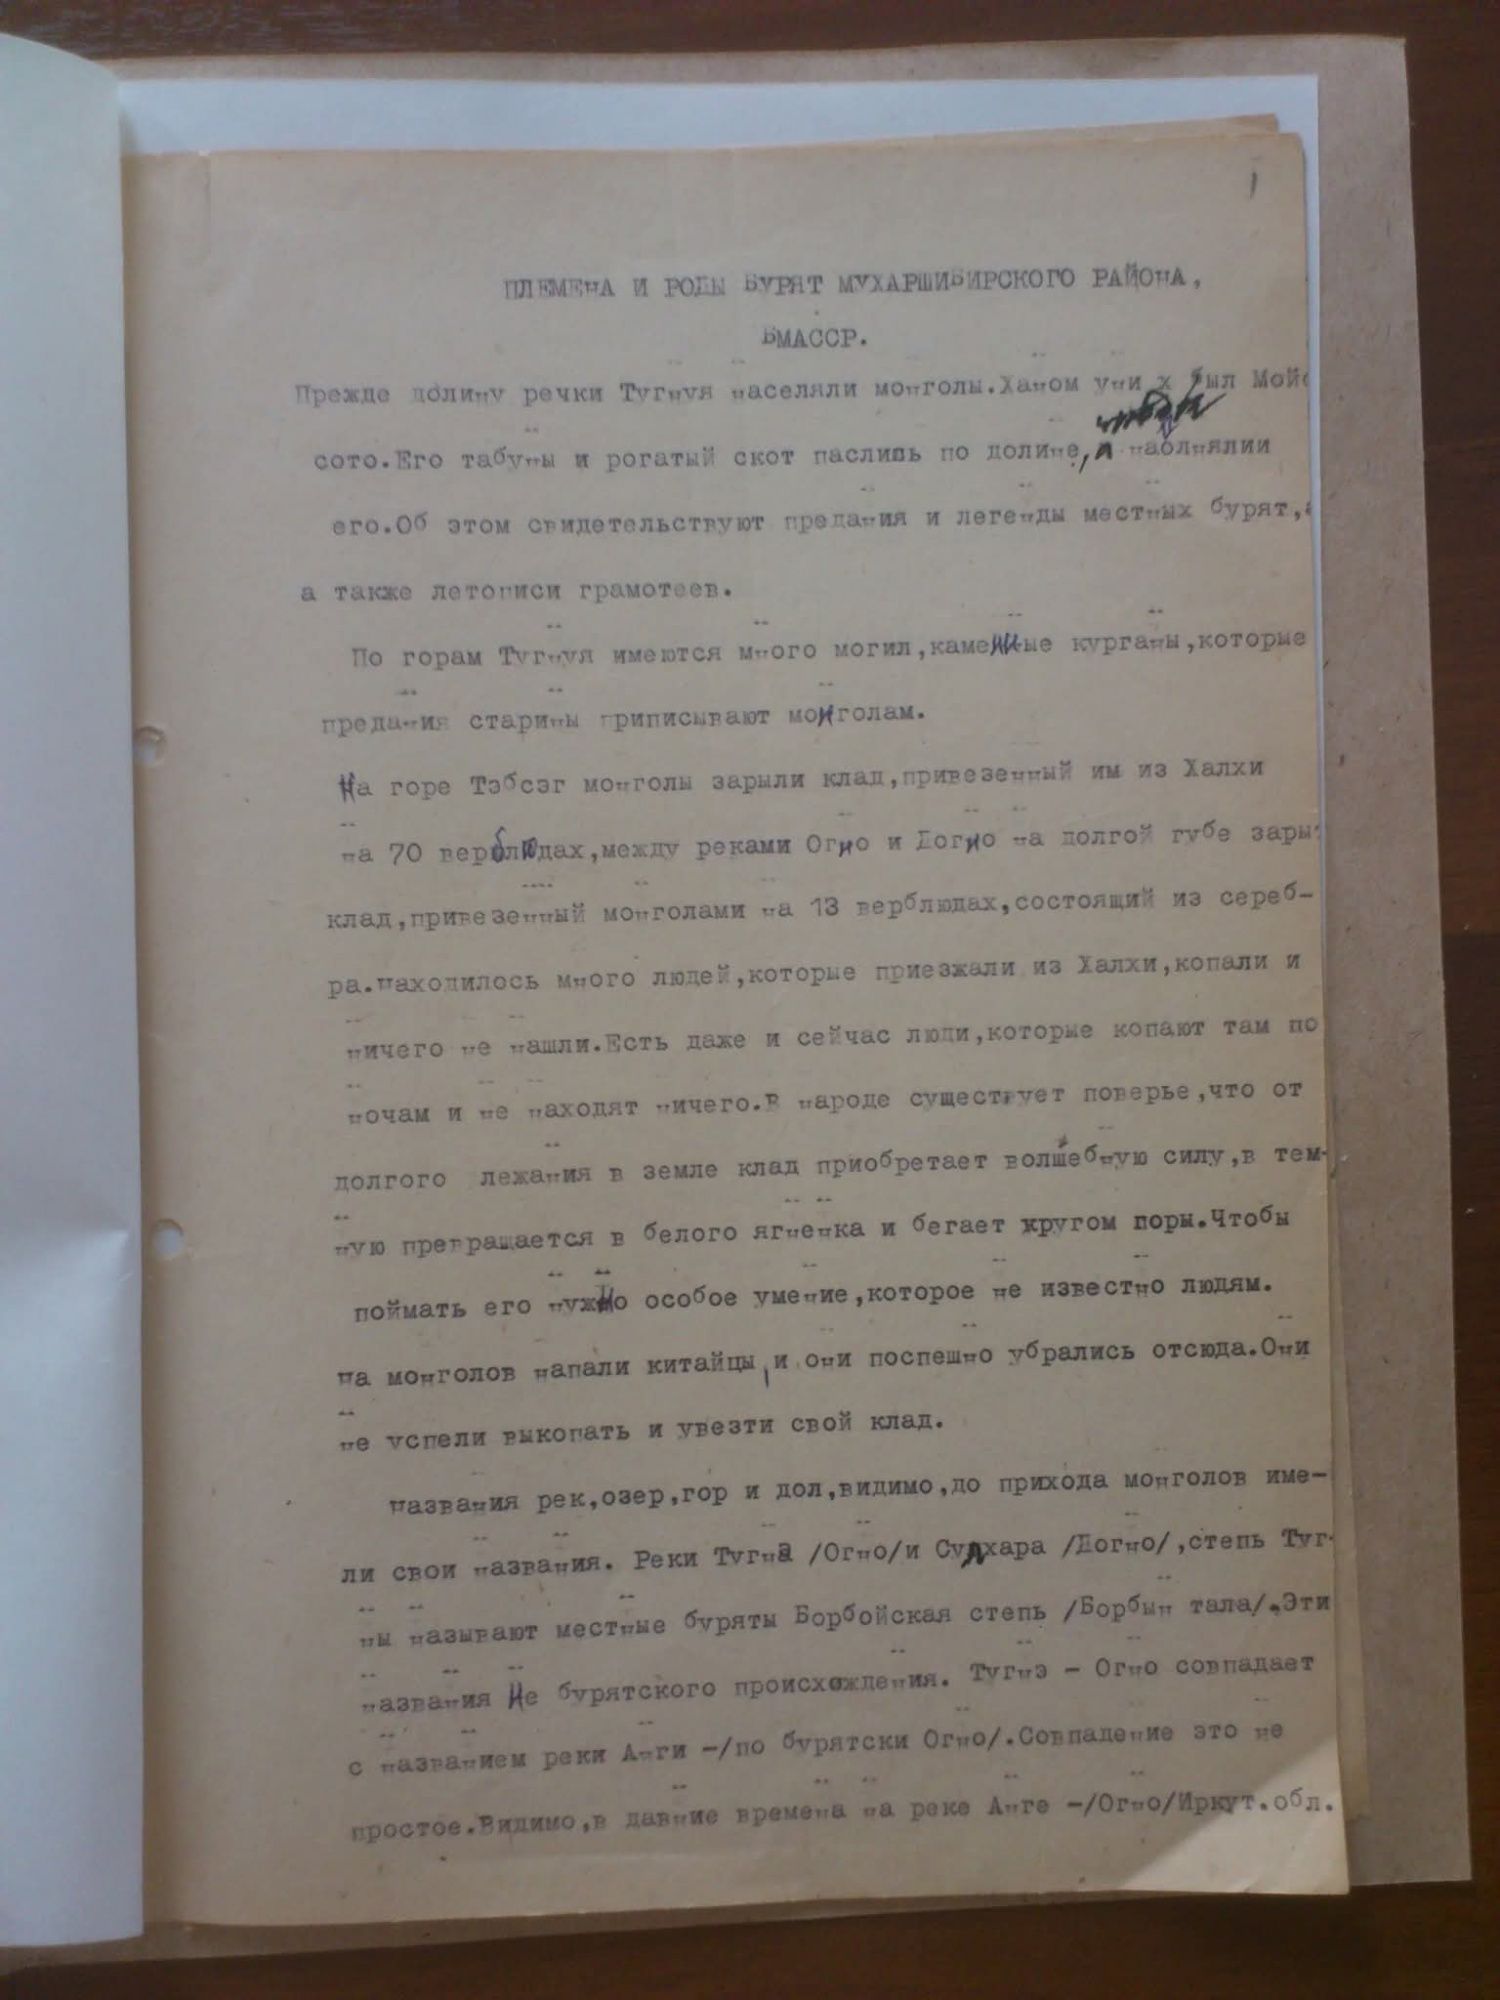 1
ПЛЕМЕНА И РОДЫ БУРЯТ МУХАРШИБИРСКОГО РАЙОНА,
БМАССР.
Прежде долину речки Тугнуя населяли монголы.Ханом уни х был Мойс
сото.Его табуны и рогатый скот паслись по долине,
его.Об этом свидетельствуют предания и легенды местных бурят,а
а также летописи грамотеев.
По горам Тугнуя имеются много могил,каменные курганы,которые
предания старины приписывают монголам.
На горе Тэбсэг монголы зарыли клад,привезенный им из Халхи
на 70 верблюдах,между реками Огно и Догно на долгой губе зарыт
клад,привезенный монголами на 13 верблюдах,состоящий из сереб-
ра.находилось много людей,которые приезжали из Халхи,копали и
ничего не нашли.Есть даже и сейчас люди,которые копают там по
ночам и не находят ничего.В народе существует поверье,что от
долгого лежания в земле клад приобретает волшебную силу,в тем-
ную превращается в белого ягненка и бегает кругом норы.Чтобы
поймать его нужно особое умение,которое не известно людям.
на монголов напали китайцы,и они поспешно убрались отсюда.Они
не успели выкопать и увезти свой клад.
названия рек,озер,гор и дол,видимо,до прихода монголов име-
ли свои названия. Реки Тугна /Огно/и Сулхара /Догно/,степь Туг-
ны называют местные буряты Борбойская степь /Борбын тала/.Эти
названия Не бурятского происхождения. Тугнэ - Огно совпадает
с названием реки Анги -/по бурятски Огно/.Совпадение это не
простое.Видимо,в давние времена на реке Анге -/Огно/Иркут.обл.